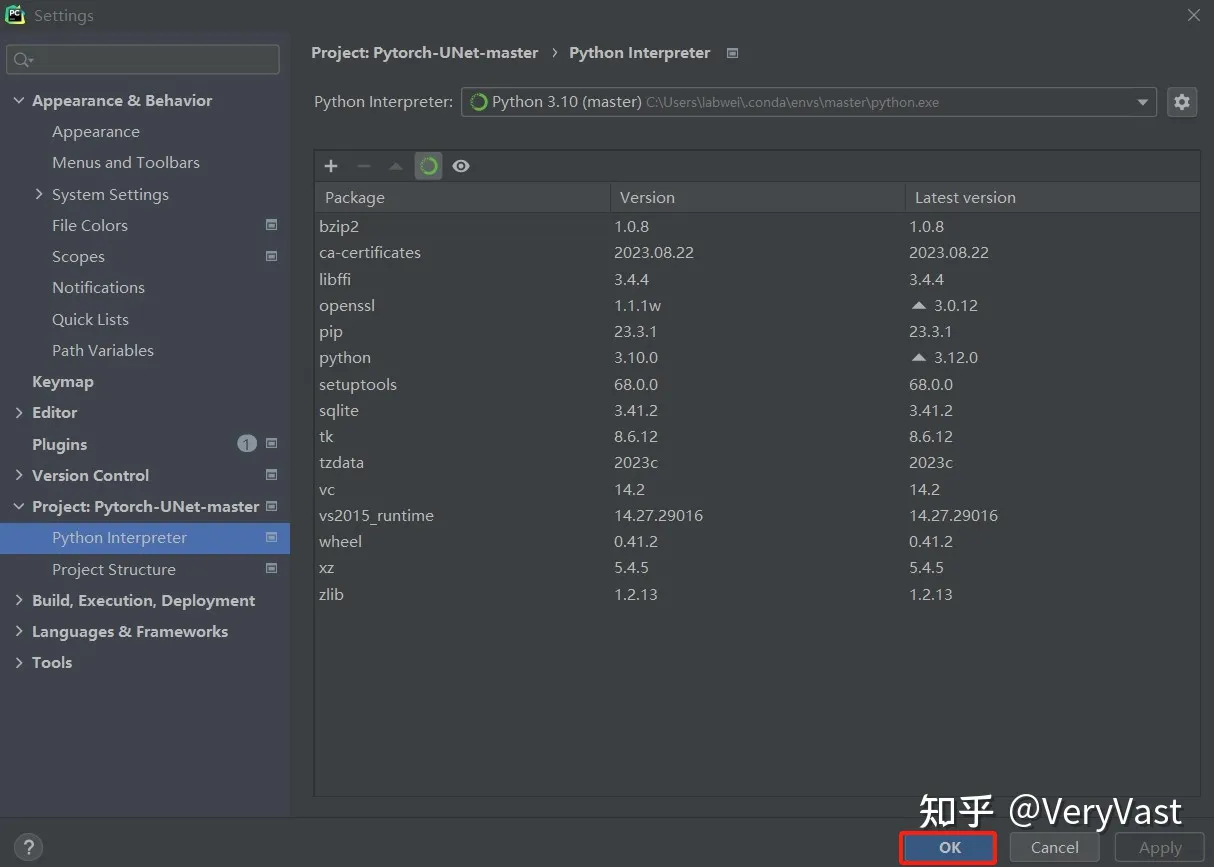 PC Settings
Project: Pytorch-UNet-master › Python Interpreter
Python Interpreter: Python 3.10 (master) C:\Users\labwei\.conda\envs\master\python.exe
Appearance & Behavior
Appearance
Menus and Toolbars
System Settings
File Colors
Scopes
Notifications
Quick Lists
Path Variables
Keymap
Editor
Plugins 1
Version Control
Project: Pytorch-UNet-master
Python Interpreter
Project Structure
Build, Execution, Deployment
Languages & Frameworks
Tools
Package Version Latest version
bzip2 1.0.8 1.0.8
ca-certificates 2023.08.22 2023.08.22
libffi 3.4.4 3.4.4
openssl 1.1.1w 3.0.12
pip 23.3.1 23.3.1
python 3.10.0 3.12.0
setuptools 68.0.0 68.0.0
sqlite 3.41.2 3.41.2
tk 8.6.12 8.6.12
tzdata 2023c 2023c
vc 14.2 14.2
vs2015_runtime 14.27.29016 14.27.29016
wheel 0.41.2 0.41.2
xz 5.4.5 5.4.5
zlib 1.2.13 1.2.13
知乎 @VeryVast
? OK Cancel Apply